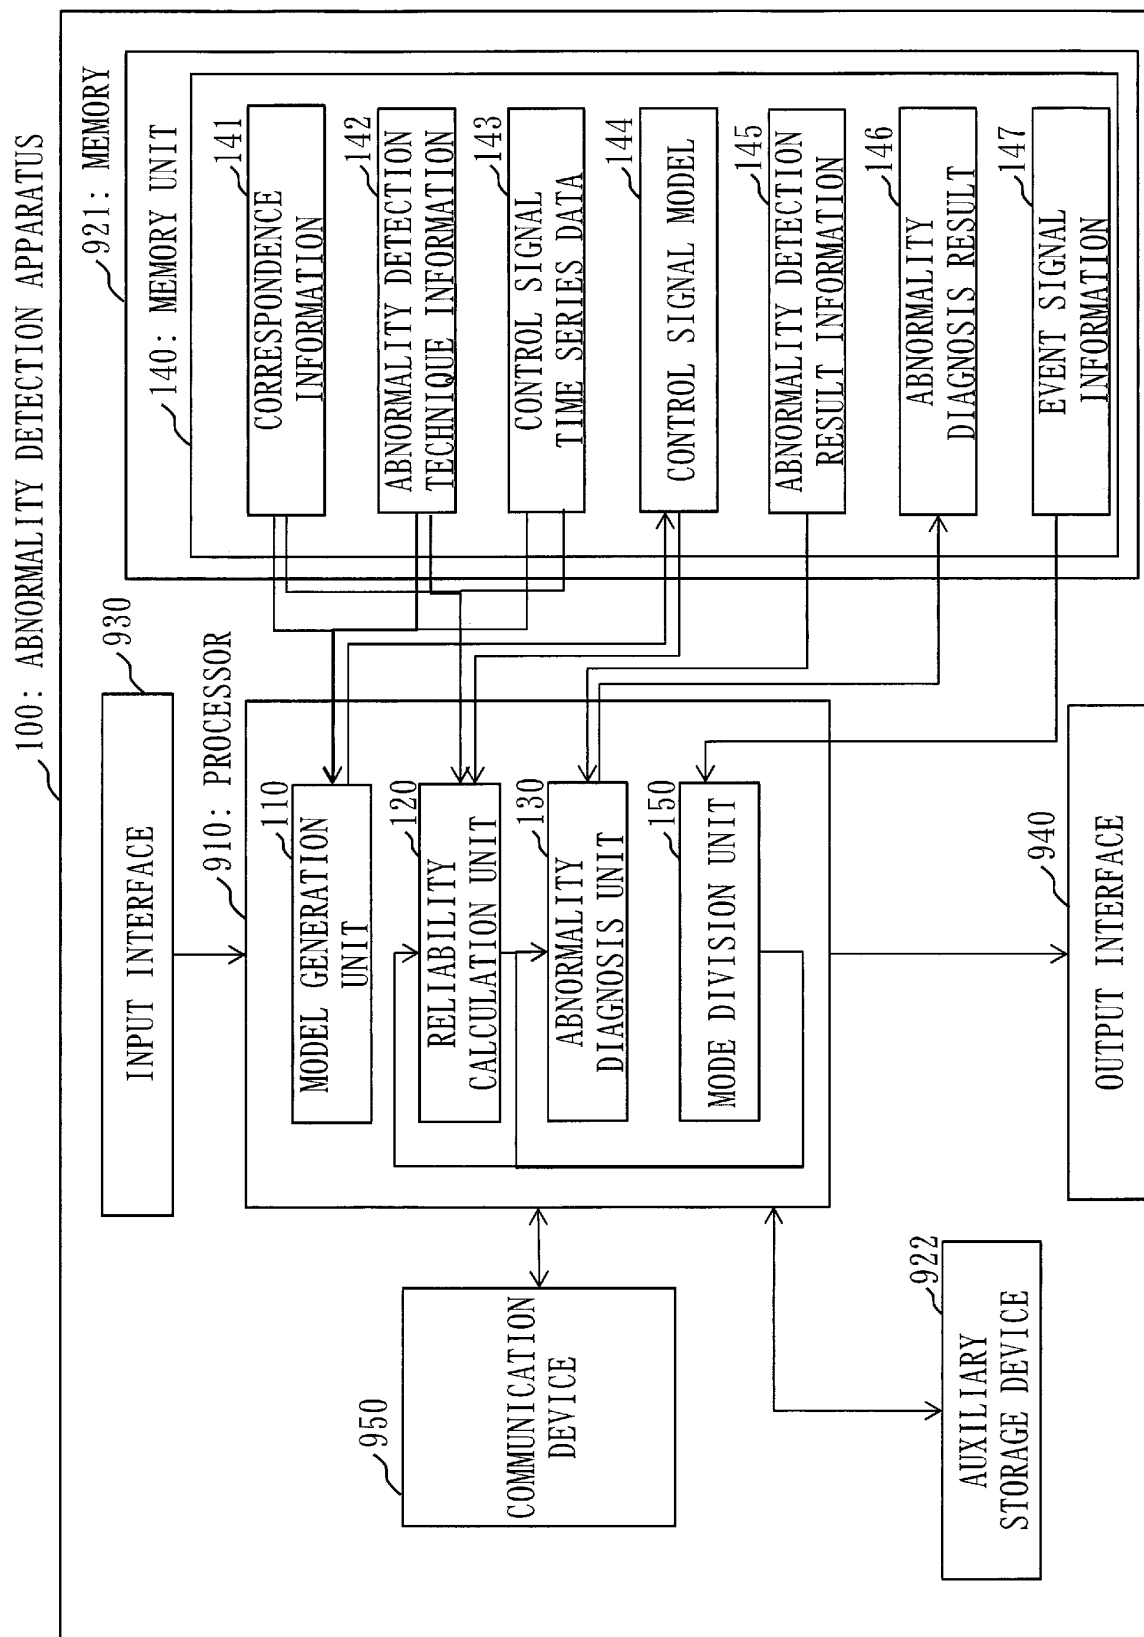 100: ABNORMALITY DETECTION APPARATUS
930
INPUT INTERFACE
910: PROCESSOR
110
MODEL GENERATION
UNIT
120
RELIABILITY
CALCULATION UNIT
130
ABNORMALITY
DIAGNOSIS UNIT
150
MODE DIVISION UNIT
921: MEMORY
140: MEMORY UNIT
141
CORRESPONDENCE
INFORMATION
142
ABNORMALITY DETECTION
TECHNIQUE INFORMATION
143
CONTROL SIGNAL
TIME SERIES DATA
144
CONTROL SIGNAL MODEL
145
ABNORMALITY DETECTION
RESULT INFORMATION
146
ABNORMALITY
DIAGNOSIS RESULT
147
EVENT SIGNAL
INFORMATION
950
COMMUNICATION
DEVICE
922
AUXILIARY
STORAGE DEVICE
940
OUTPUT INTERFACE